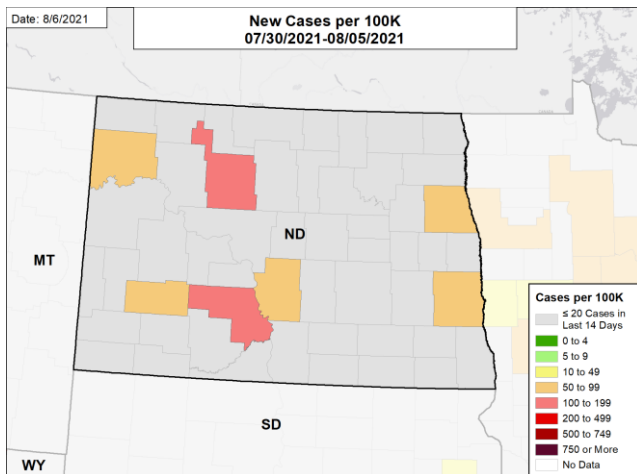 Date: 8/6/2021
New Cases per 100K
07/30/2021-08/05/2021
ND
MT
SD
WY
Cases per 100K
≤ 20 Cases in
Last 14 Days
0 to 4
5 to 9
10 to 49
50 to 99
100 to 199
200 to 499
500 to 749
750 or More
No Data